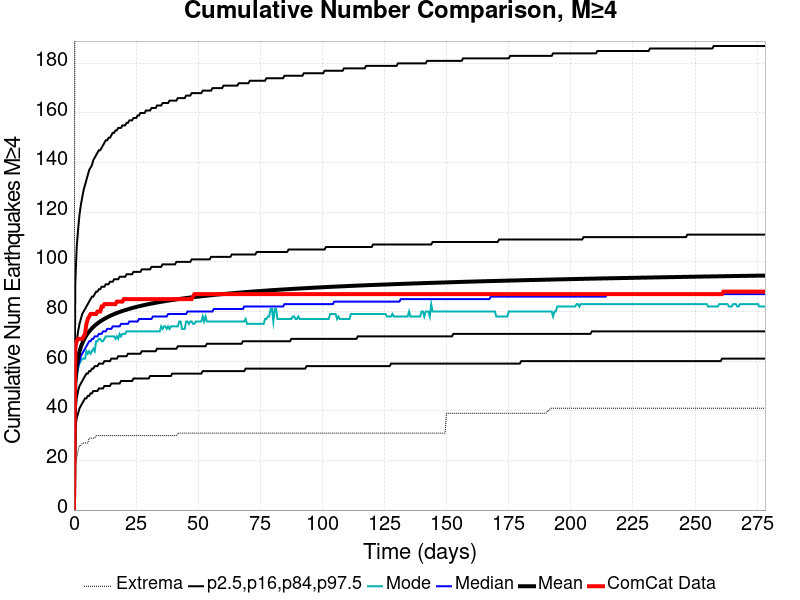 Cumulative Number Comparison, M≥4
Cumulative Num Earthquakes M≥4
180
160
140
120
100
80
60
40
20
0
0 25 50 75 100 125 150 175 200 225 250 275
Time (days)
Extrema p2.5,p16,p84,p97.5 Mode Median Mean ComCat Data